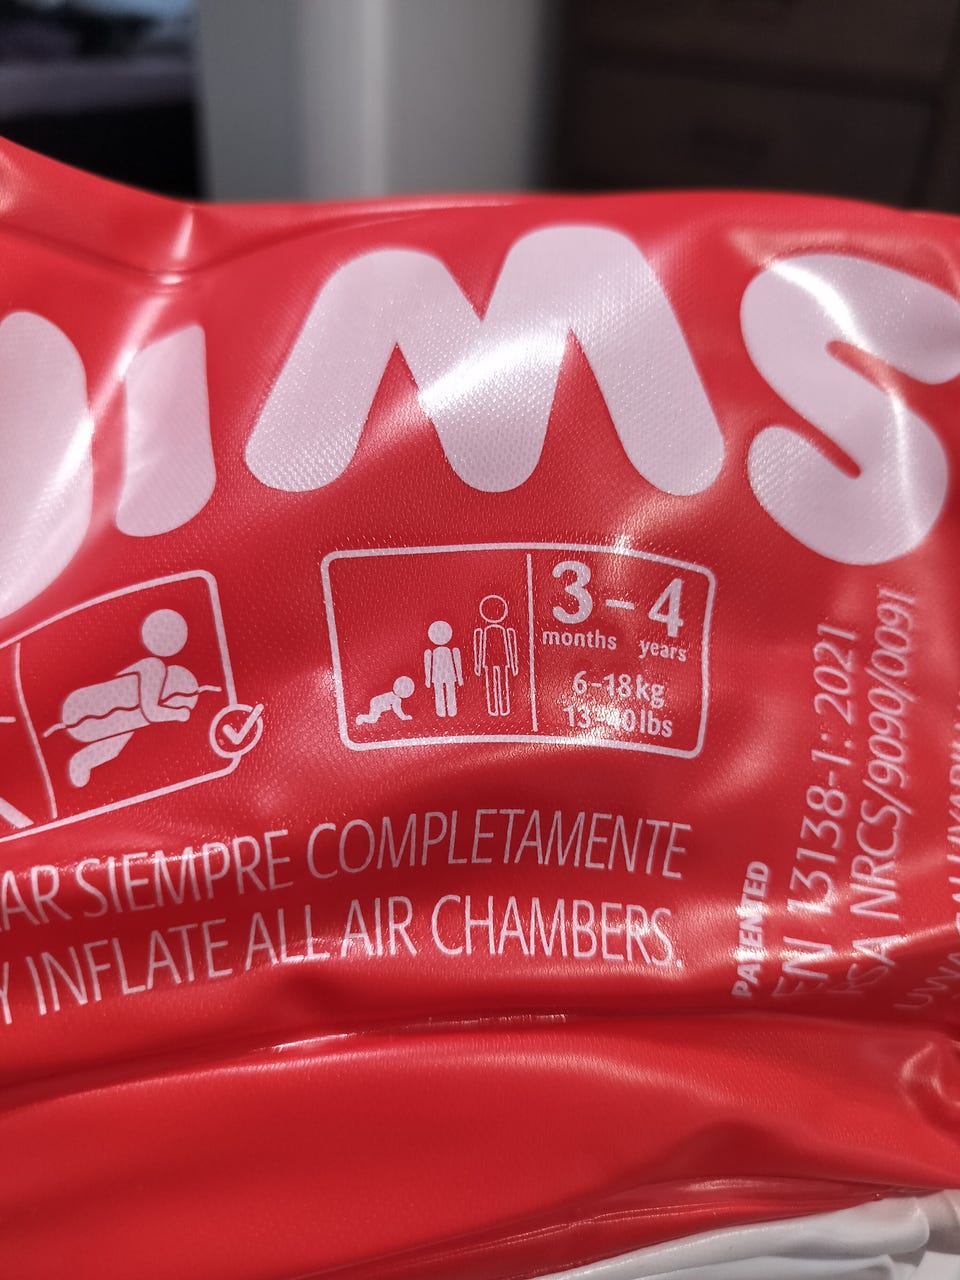 IMS
3-4
months years
6-18kg
13-40lbs
AR SIEMPRE COMPLETAMENTE
Y INFLATE ALL AIR CHAMBERS.
PATENTED
EN 13138-1: 2021
RSA NRCS/9090/0091